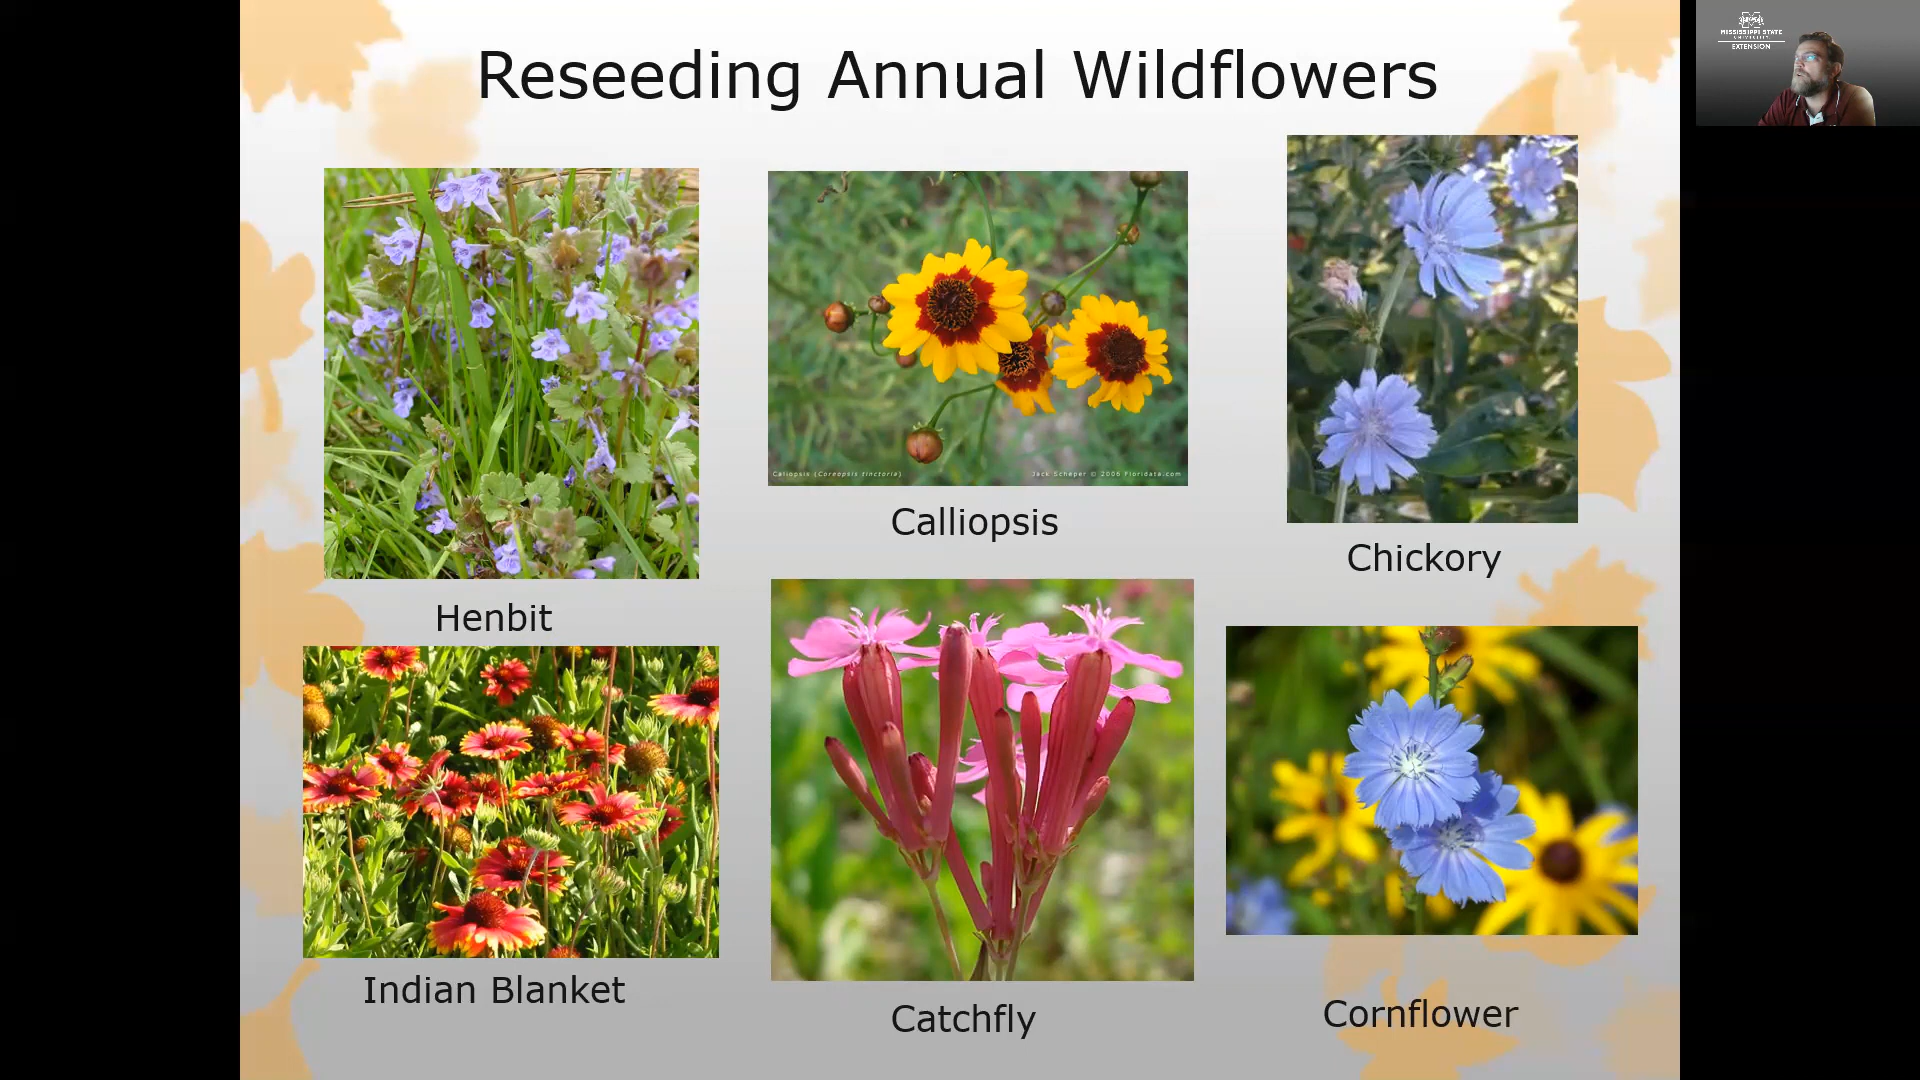 Reseeding Annual Wildflowers
MISSISSIPPI STATE
UNIVERSITY
EXTENSION
Caliopsis (Coreopsis tinctoria)
Jack Scheper © 2006 Floridata.com
Calliopsis
Chickory
Henbit
Indian Blanket
Catchfly
Cornflower